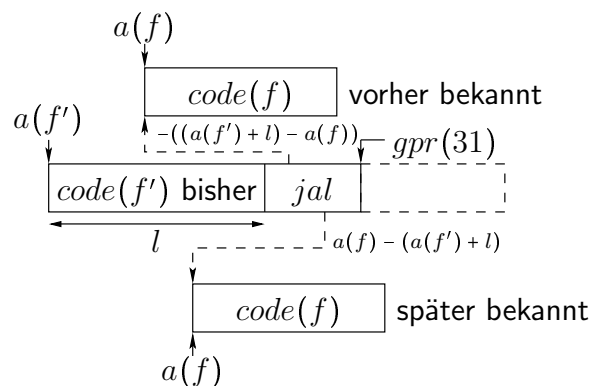 a(f)
code(f) vorher bekannt
a(f′)
-((a(f′) + l) - a(f))
gpr(31)
code(f′) bisher jal
l
a(f) - (a(f′) + l)
code(f) später bekannt
a(f)